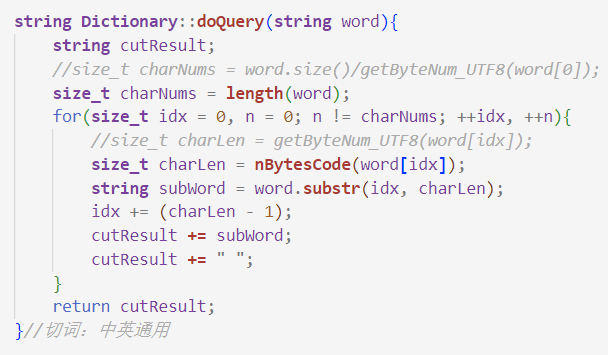 string Dictionary::doQuery(string word){
    string cutResult;
    //size_t charNums = word.size()/getByteNum_UTF8(word[0]);
    size_t charNums = length(word);
    for(size_t idx = 0, n = 0; n != charNums; ++idx, ++n){
        //size_t charLen = getByteNum_UTF8(word[idx]);
        size_t charLen = nBytesCode(word[idx]);
        string subWord = word.substr(idx, charLen);
        idx += (charLen - 1);
        cutResult += subWord;
        cutResult += " ";
    }
    return cutResult;
}//切词：中英通用